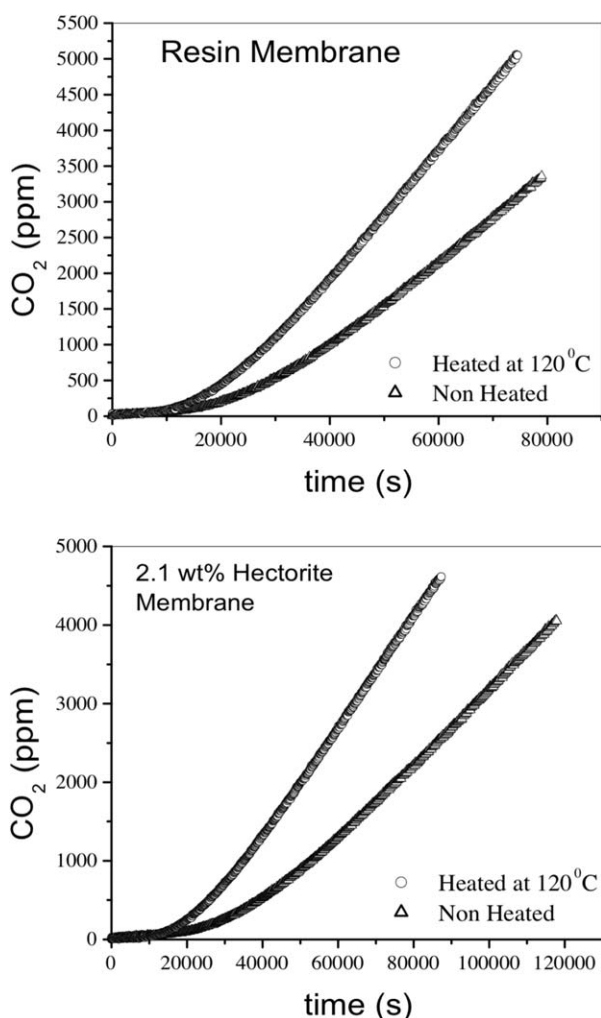 Resin Membrane
5500
5000
4500
4000
3500
3000
2500
2000
1500
1000
500
0
CO₂ (ppm)
○ Heated at 120⁰C
△ Non Heated
0 20000 40000 60000 80000
time (s)
2.1 wt% Hectorite
Membrane
5000
4000
3000
2000
1000
0
CO₂ (ppm)
○ Heated at 120⁰C
△ Non Heated
0 20000 40000 60000 80000 100000 120000
time (s)